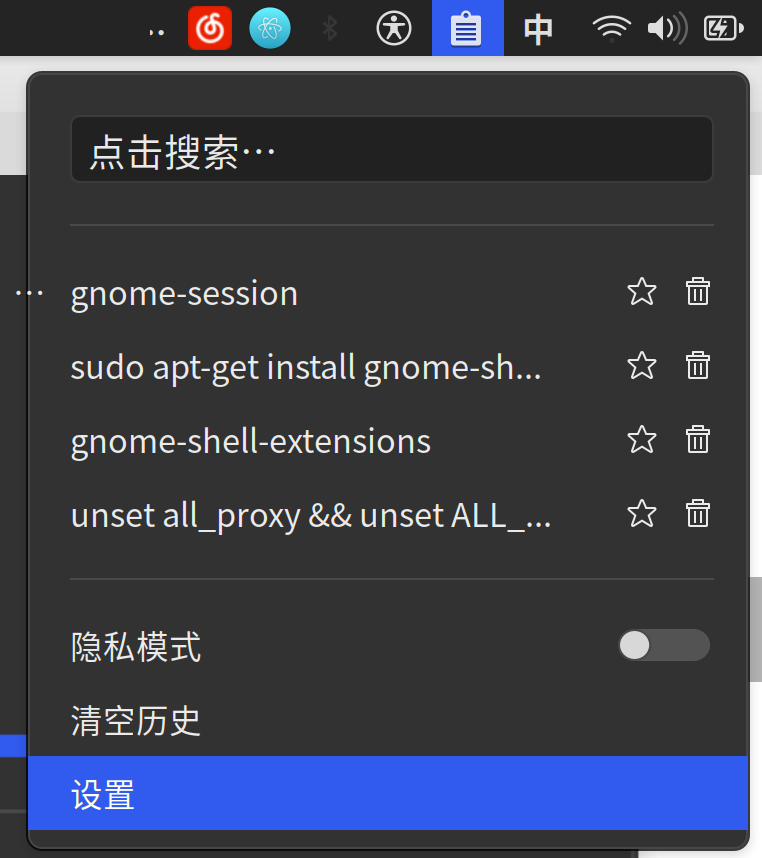 中
点击搜索…
gnome-session
sudo apt-get install gnome-sh...
gnome-shell-extensions
unset all_proxy && unset ALL_...
隐私模式
清空历史
设置